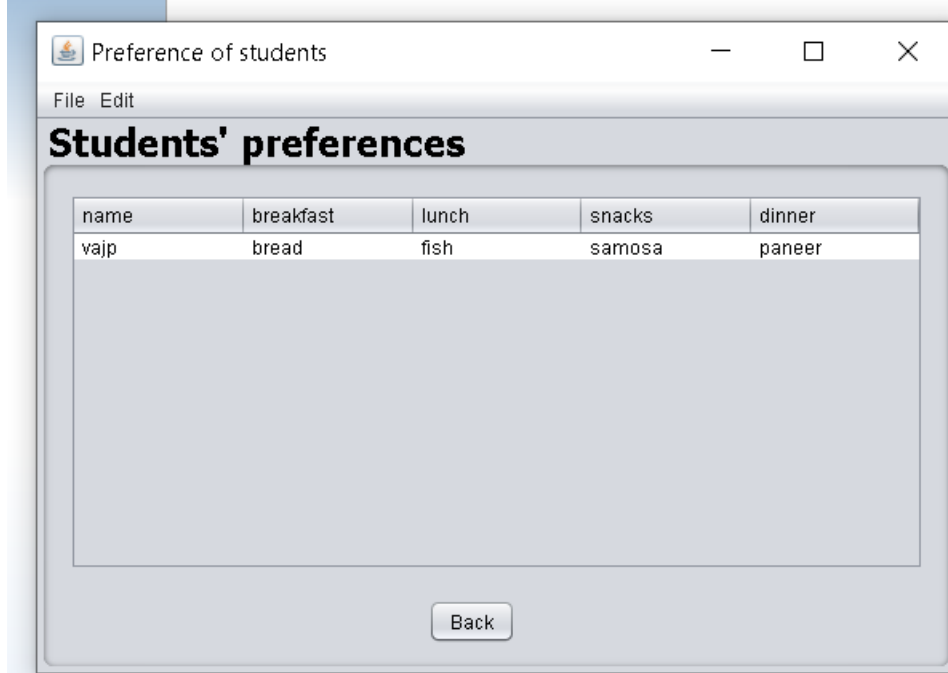 Preference of students
File Edit
Students' preferences
name breakfast lunch snacks dinner
vajp bread fish samosa paneer
Back